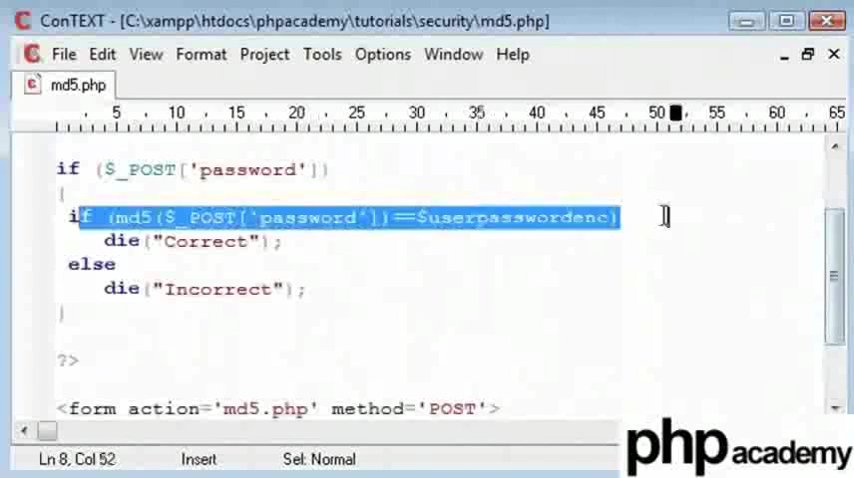 ConTEXT - [C:\xampp\htdocs\phpacademy\tutorials\security\md5.php]
File Edit View Format Project Tools Options Window Help
md5.php
5 10 15 20 25 30 35 40 45 50 55 60 65
if ($_POST['password'])
{
if (md5($_POST['password'])==$userpasswordenc)
die("Correct");
else
die("Incorrect");
}
?>
<form action='md5.php' method='POST'>
Ln 8, Col 52 Insert Sel: Normal
php academy